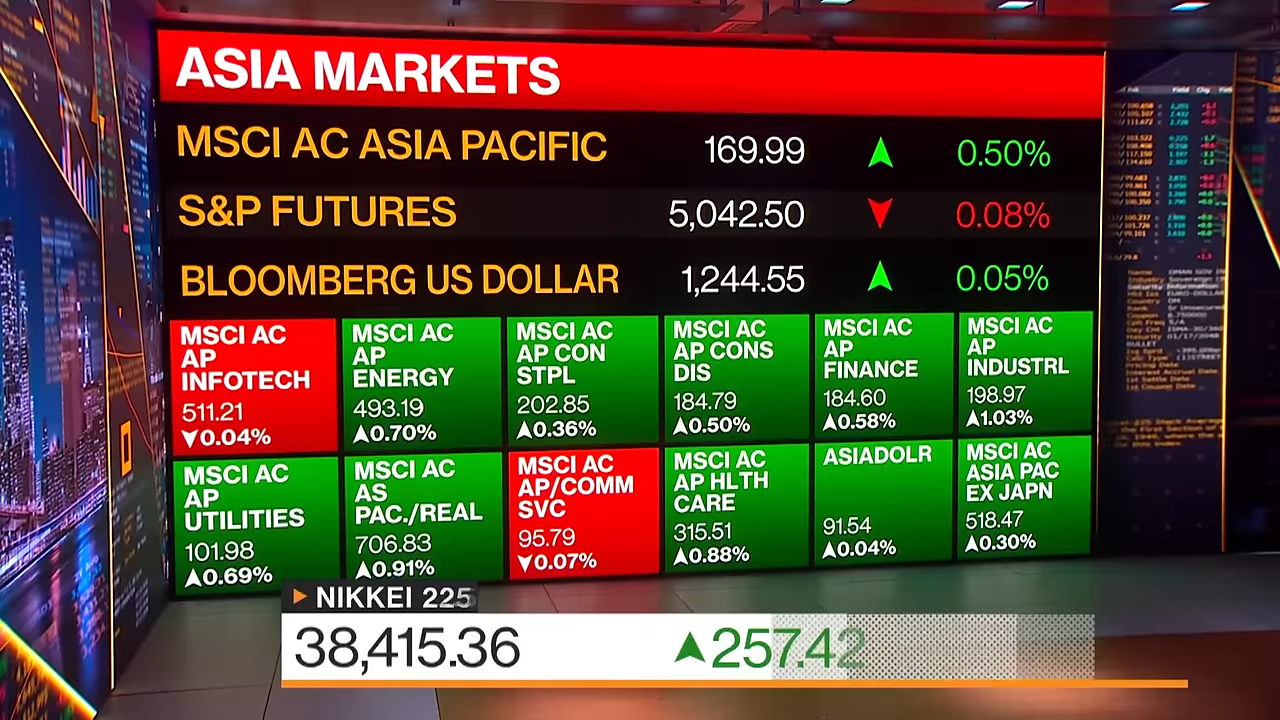 ASIA MARKETS
MSCI AC ASIA PACIFIC 169.99 ▲ 0.50%
S&P FUTURES 5,042.50 ▼ 0.08%
BLOOMBERG US DOLLAR 1,244.55 ▲ 0.05%
MSCI AC
AP
INFOTECH
511.21
▼0.04%
MSCI AC
AP
ENERGY
493.19
▲0.70%
MSCI AC
AP CON
STPL
202.85
▲0.36%
MSCI AC
AP CONS
DIS
184.79
▲0.50%
MSCI AC
AP
FINANCE
184.60
▲0.58%
MSCI AC
AP
INDUSTRL
198.97
▲1.03%
MSCI AC
AP
UTILITIES
101.98
▲0.69%
MSCI AC
AS
PAC./REAL
706.83
▲0.91%
MSCI AC
AP/COMM
SVC
95.79
▼0.07%
MSCI AC
AP HLTH
CARE
315.51
▲0.88%
ASIADOLR
91.54
▲0.04%
MSCI AC
ASIA PAC
EX JAPN
518.47
▲0.30%
NIKKEI 225
38,415.36 ▲257.42